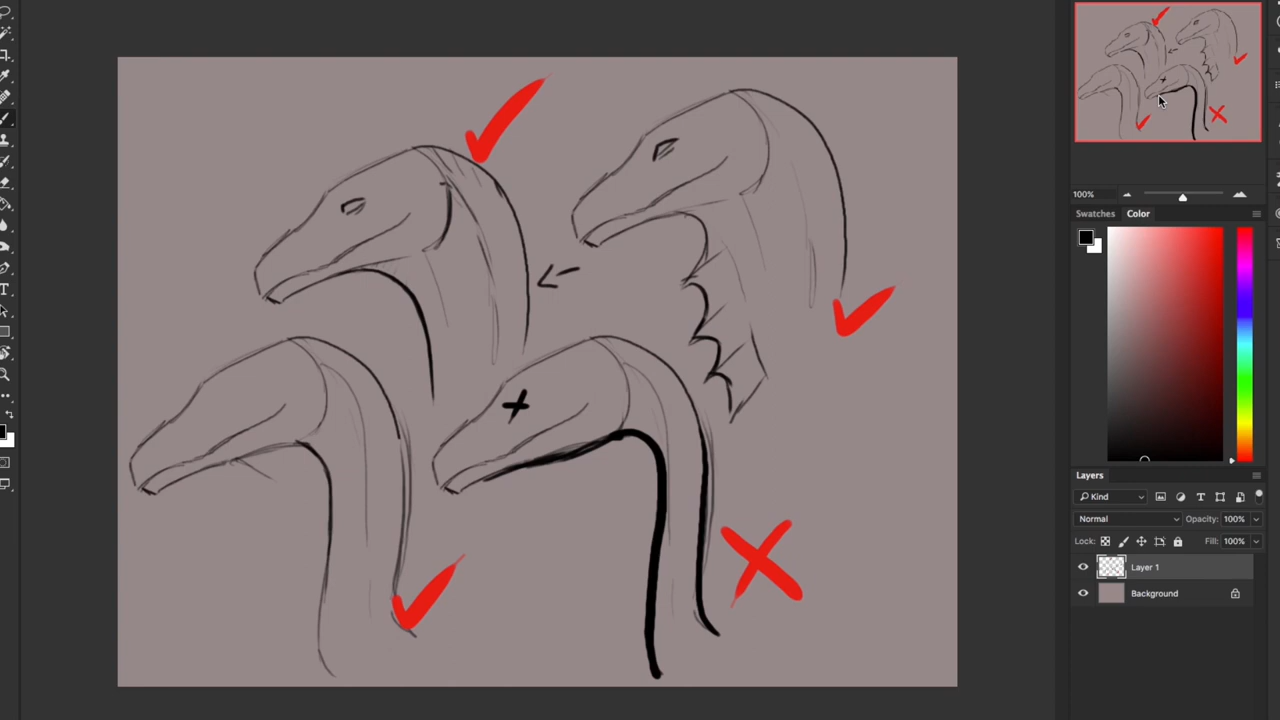 100%
Swatches Color
Layers
Kind
Normal Opacity: 100%
Lock: Fill: 100%
Layer 1
Background